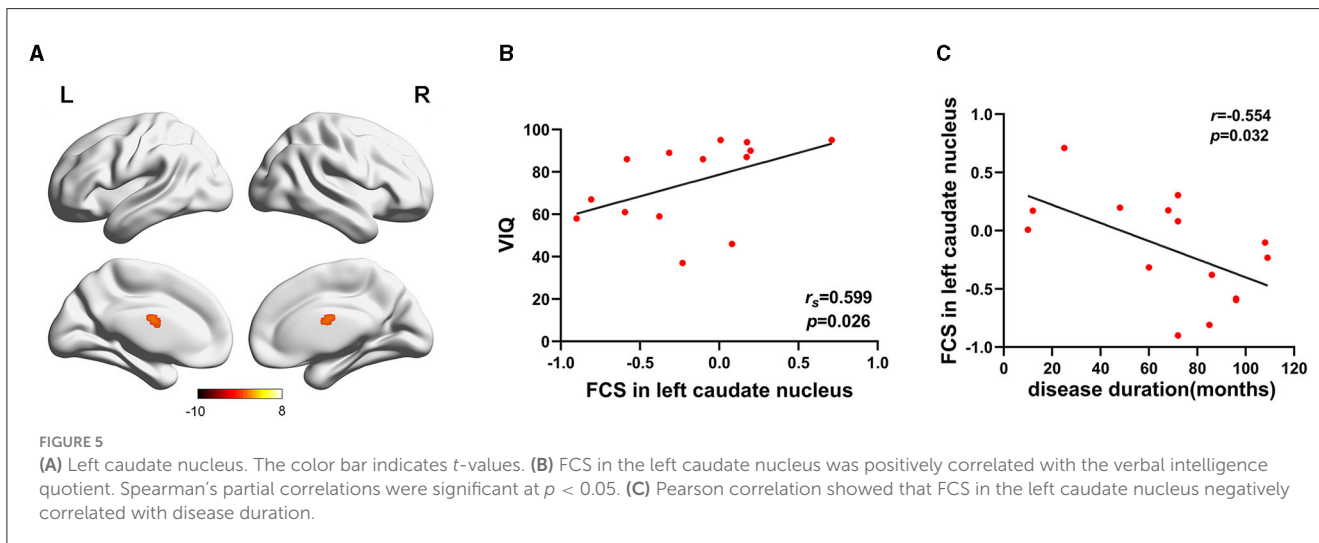 A
L
R
-10
8
B
VIQ
100
80
60
40
20
0
-1.0
-0.5
0.0
0.5
1.0
FCS in left caudate nucleus
rs=0.599
p=0.026
C
FCS in left caudate nucleus
1.0
0.5
0.0
-0.5
-1.0
0
20
40
60
80
100
120
disease duration(months)
r=-0.554
p=0.032
FIGURE 5
(A) Left caudate nucleus. The color bar indicates t-values. (B) FCS in the left caudate nucleus was positively correlated with the verbal intelligence
quotient. Spearman's partial correlations were significant at p < 0.05. (C) Pearson correlation showed that FCS in the left caudate nucleus negatively
correlated with disease duration.